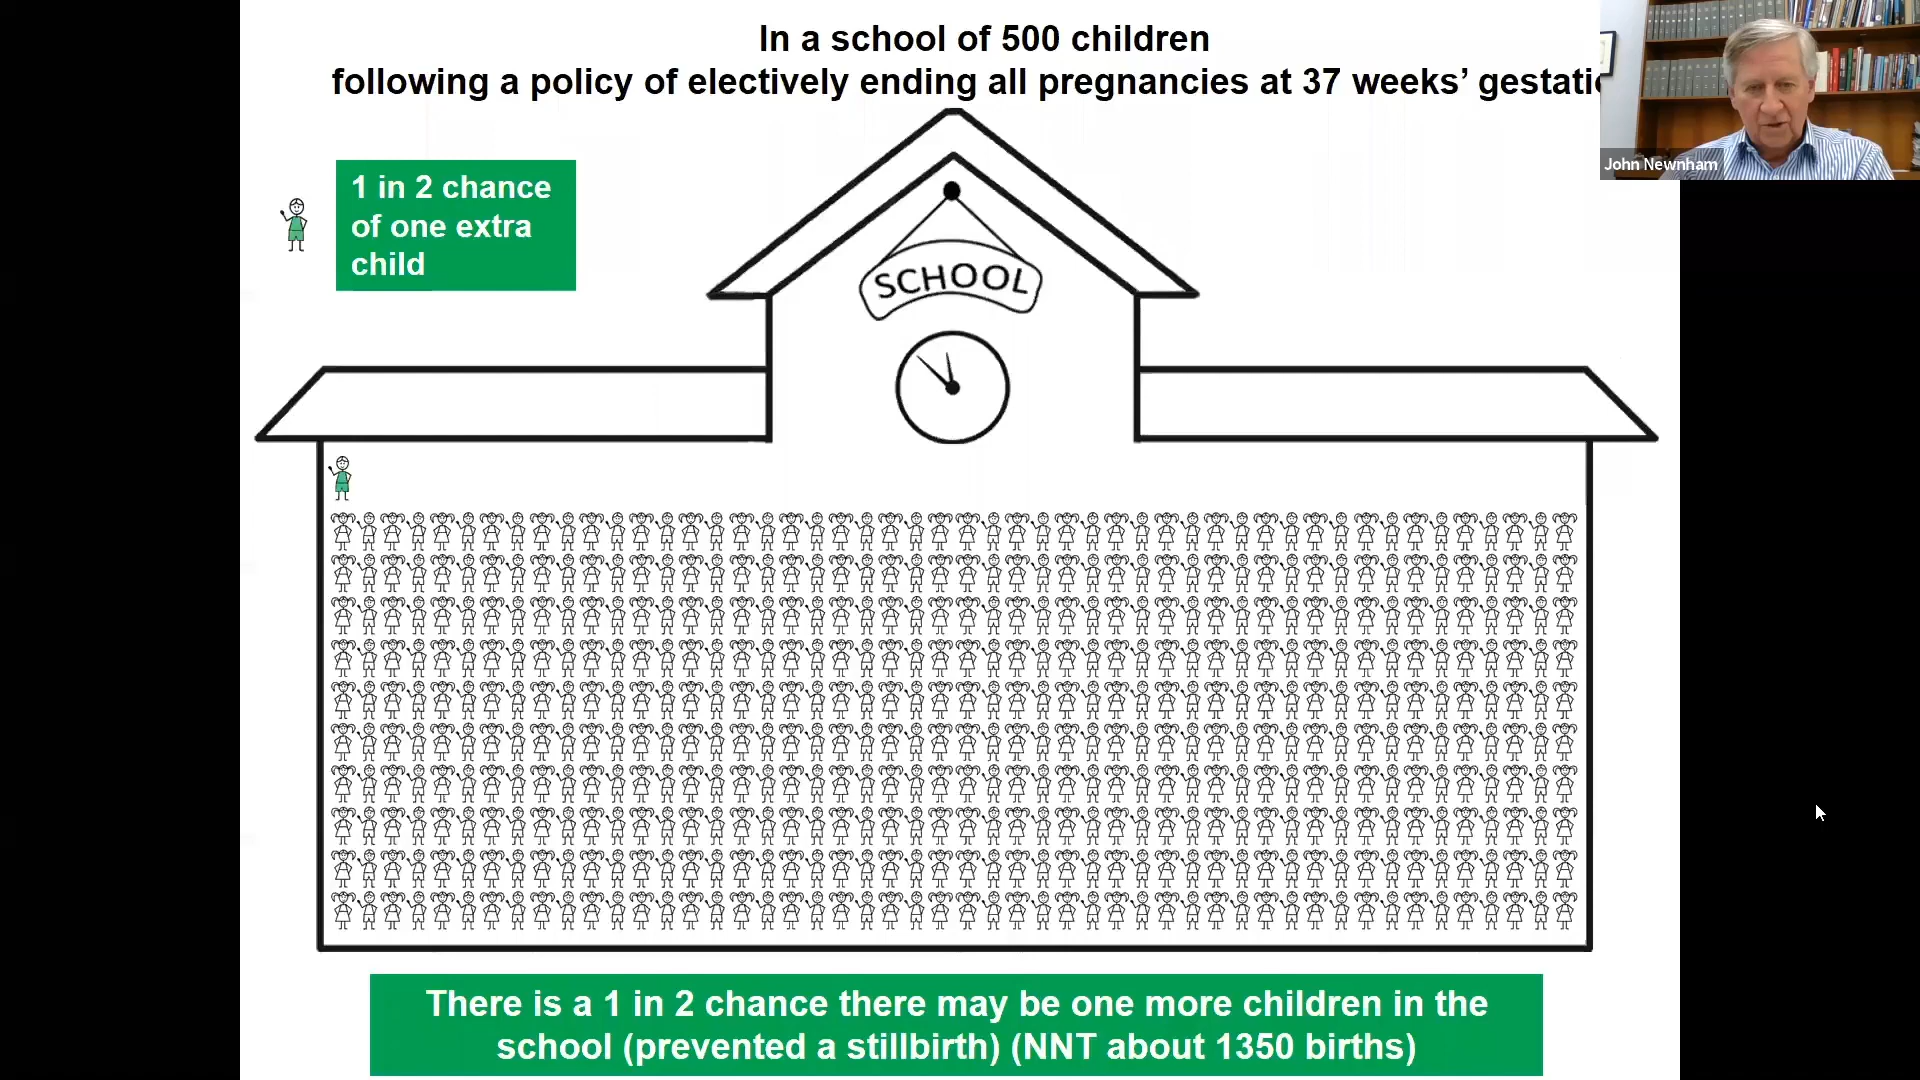 In a school of 500 children
following a policy of electively ending all pregnancies at 37 weeks’ gestatio
John Newnham
1 in 2 chance
of one extra
child
SCHOOL
There is a 1 in 2 chance there may be one more children in the
school (prevented a stillbirth) (NNT about 1350 births)